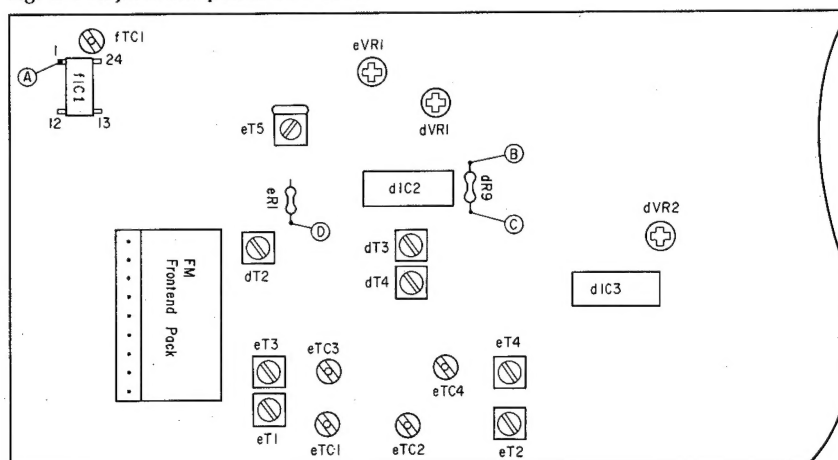 fTC1
1
24
A
fIC1
12
13
eVR1
dVR1
eT5
B
dIC2
dR9
eR1
D
C
dVR2
dT3
dT2
dT4
FM
Frontend Pack
dIC3
eT3
eTC3
eT4
eTC4
eT1
eTC1
eTC2
eT2